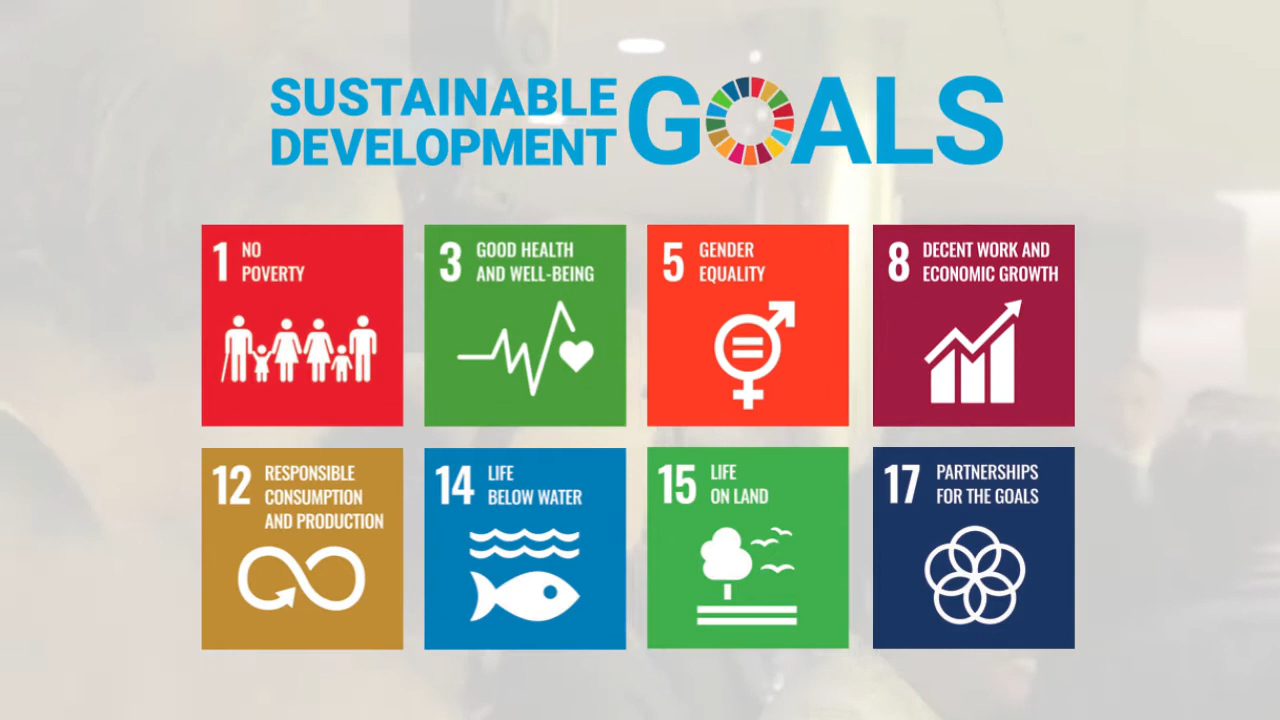 SUSTAINABLE
DEVELOPMENT
GOALS
1 NO
POVERTY
3 GOOD HEALTH
AND WELL-BEING
5 GENDER
EQUALITY
8 DECENT WORK AND
ECONOMIC GROWTH
12 RESPONSIBLE
CONSUMPTION
AND PRODUCTION
14 LIFE
BELOW WATER
15 LIFE
ON LAND
17 PARTNERSHIPS
FOR THE GOALS